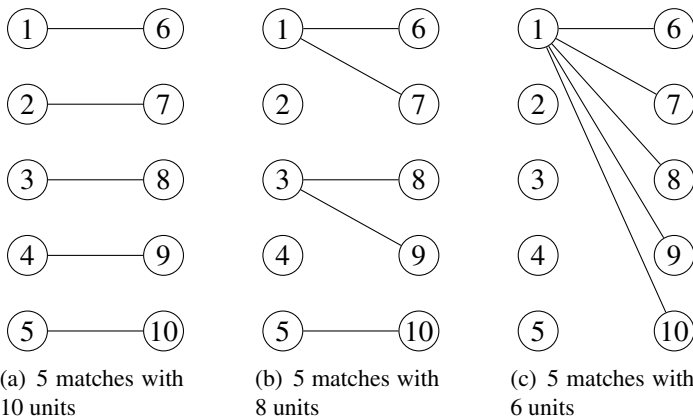 1 6 1 6 1 6
2 7 2 7 2 7
3 8 3 8 3 8
4 9 4 9 4 9
5 10 5 10 5 10
(a) 5 matches with
10 units
(b) 5 matches with
8 units
(c) 5 matches with
6 units